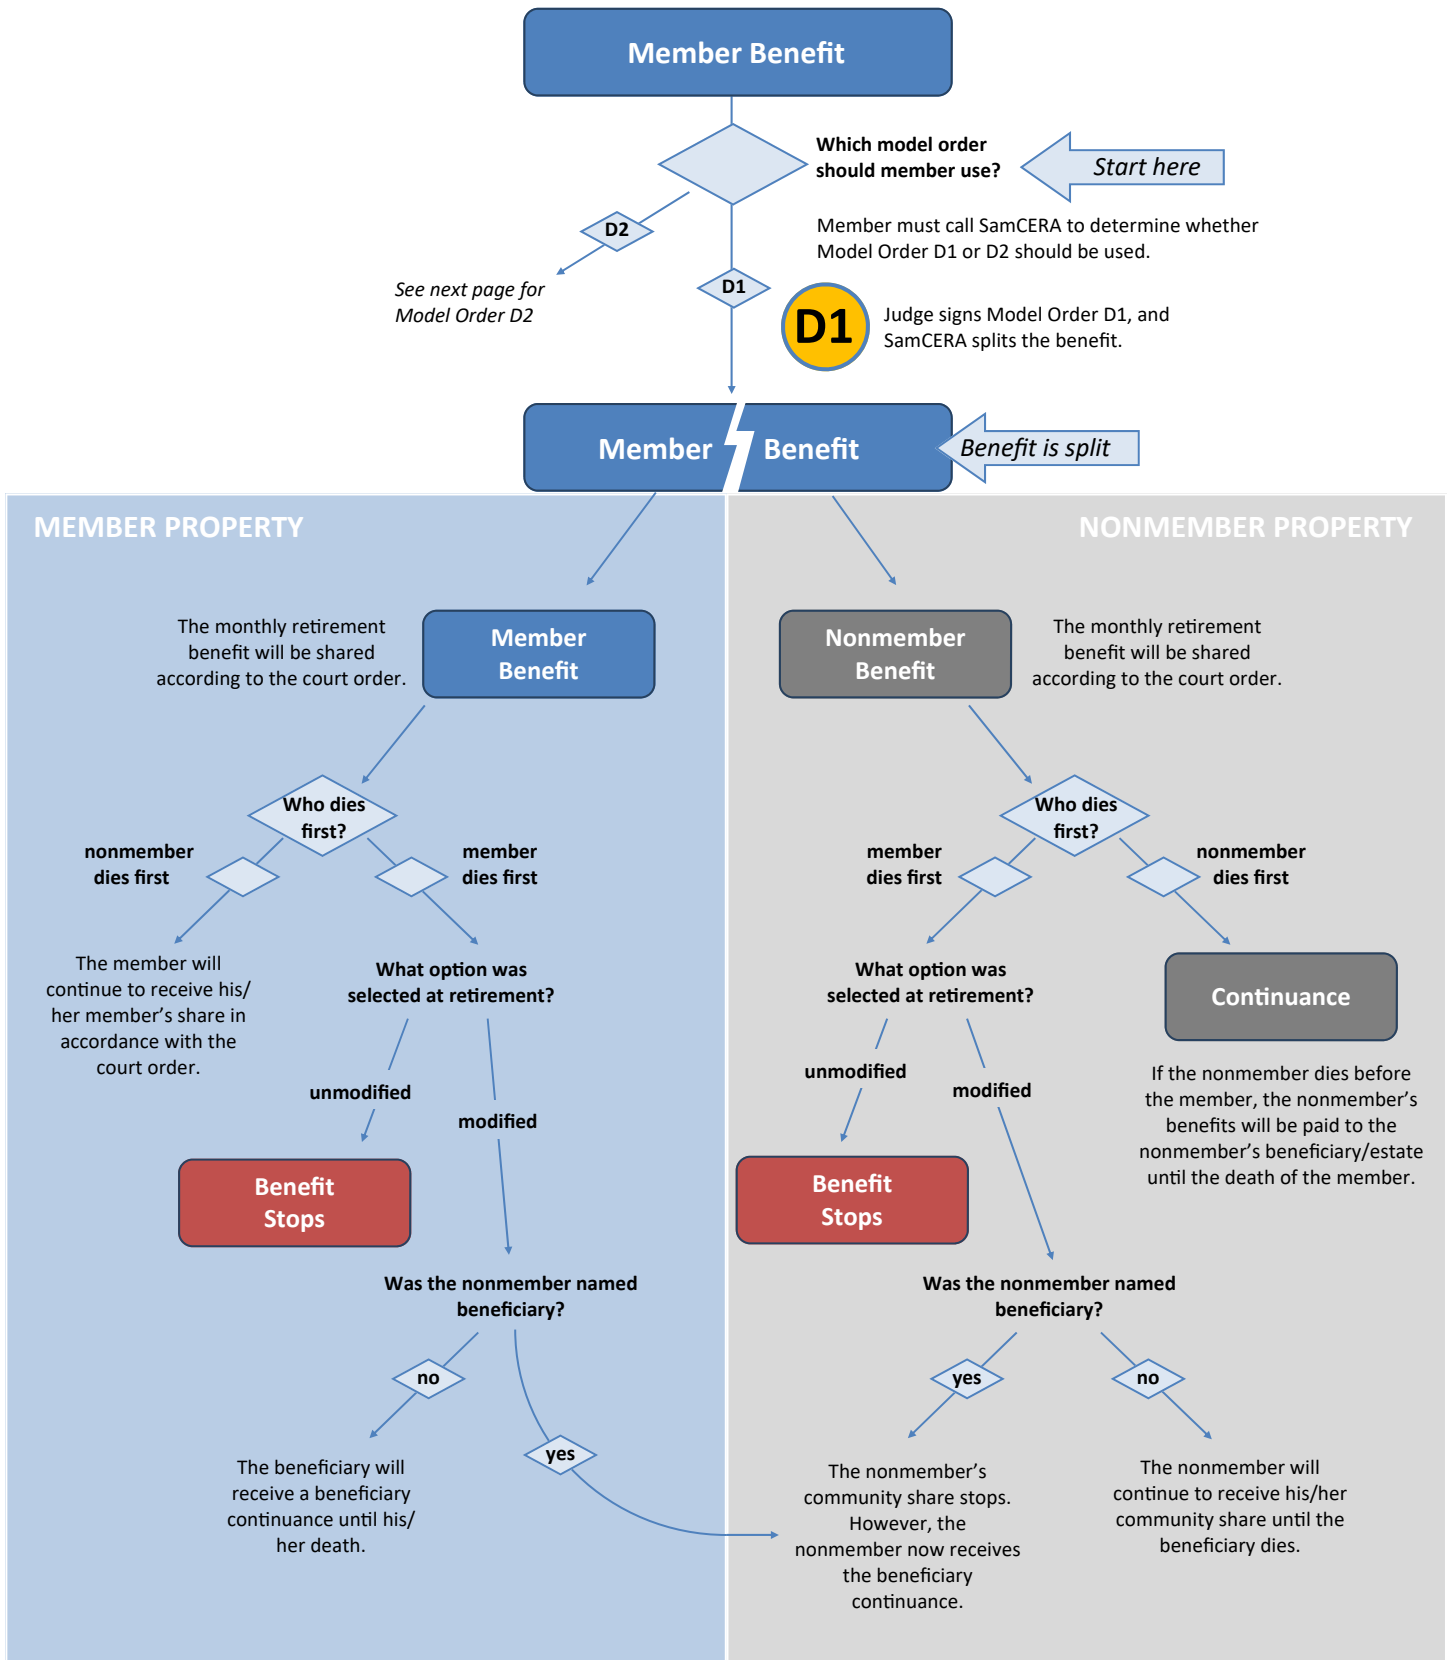 Member Benefit
Which model order
should member use?
Start here
Member must call SamCERA to determine whether
Model Order D1 or D2 should be used.
D2
See next page for
Model Order D2
D1
D1
Judge signs Model Order D1, and
SamCERA splits the benefit.
Member Benefit
Benefit is split
MEMBER PROPERTY
The monthly retirement
benefit will be shared
according to the court order.
Member
Benefit
Who dies
first?
nonmember
dies first
member
dies first
The member will
continue to receive his/
her member’s share in
accordance with the
court order.
What option was
selected at retirement?
unmodified
modified
Benefit
Stops
Was the nonmember named
beneficiary?
no
yes
The beneficiary will
receive a beneficiary
continuance until his/
her death.
NONMEMBER PROPERTY
Nonmember
Benefit
The monthly retirement
benefit will be shared
according to the court order.
Who dies
first?
member
dies first
nonmember
dies first
What option was
selected at retirement?
Continuance
If the nonmember dies before
the member, the nonmember’s
benefits will be paid to the
nonmember’s beneficiary/estate
until the death of the member.
unmodified
modified
Benefit
Stops
Was the nonmember named
beneficiary?
yes
no
The nonmember’s
community share stops.
However, the
nonmember now receives
the beneficiary
continuance.
The nonmember will
continue to receive his/her
community share until the
beneficiary dies.